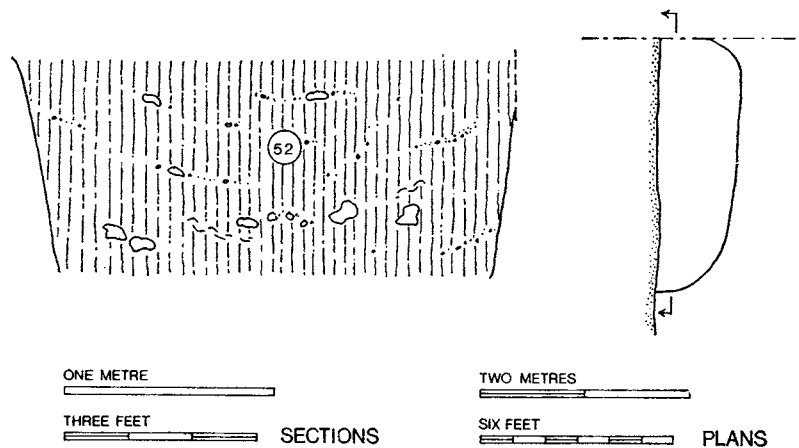 52
ONE METRE
THREE FEET
SECTIONS
TWO METRES
SIX FEET
PLANS